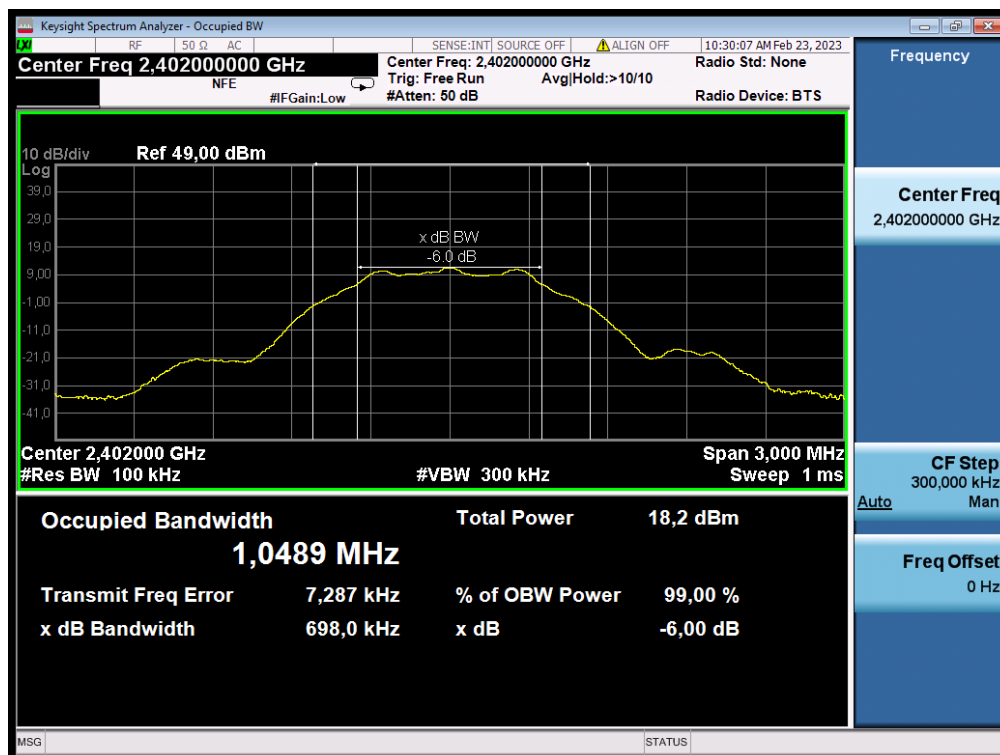 Keysight Spectrum Analyzer - Occupied BW
LXI RF 50 Ω AC SENSE:INT SOURCE OFF ALIGN OFF 10:30:07 AM Feb 23, 2023
Center Freq 2,402000000 GHz
NFE
#IFGain:Low
Center Freq: 2,402000000 GHz
Trig: Free Run Avg|Hold:>10/10
#Atten: 50 dB
Radio Std: None
Radio Device: BTS
10 dB/div Ref 49,00 dBm
Log
39,0
29,0
19,0
9,00
-1,00
-11,0
-21,0
-31,0
-41,0
x dB BW
-6.0 dB
Center 2,402000 GHz Span 3,000 MHz
#Res BW 100 kHz #VBW 300 kHz Sweep 1 ms
Occupied Bandwidth Total Power 18,2 dBm
1,0489 MHz
Transmit Freq Error 7,287 kHz % of OBW Power 99,00 %
x dB Bandwidth 698,0 kHz x dB -6,00 dB
MSG STATUS
Frequency
Center Freq
2,402000000 GHz
CF Step
300,000 kHz
Auto Man
Freq Offset
0 Hz